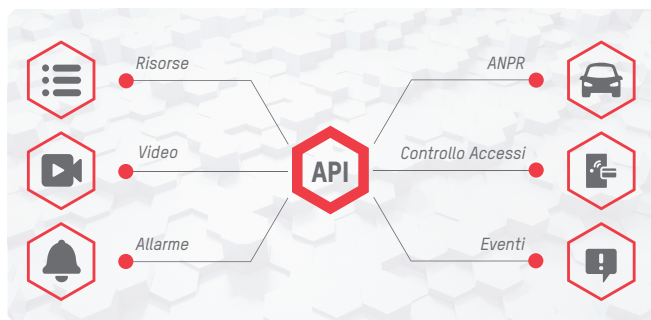 Risorse
ANPR
Video
API
Controllo Accessi
Allarme
Eventi